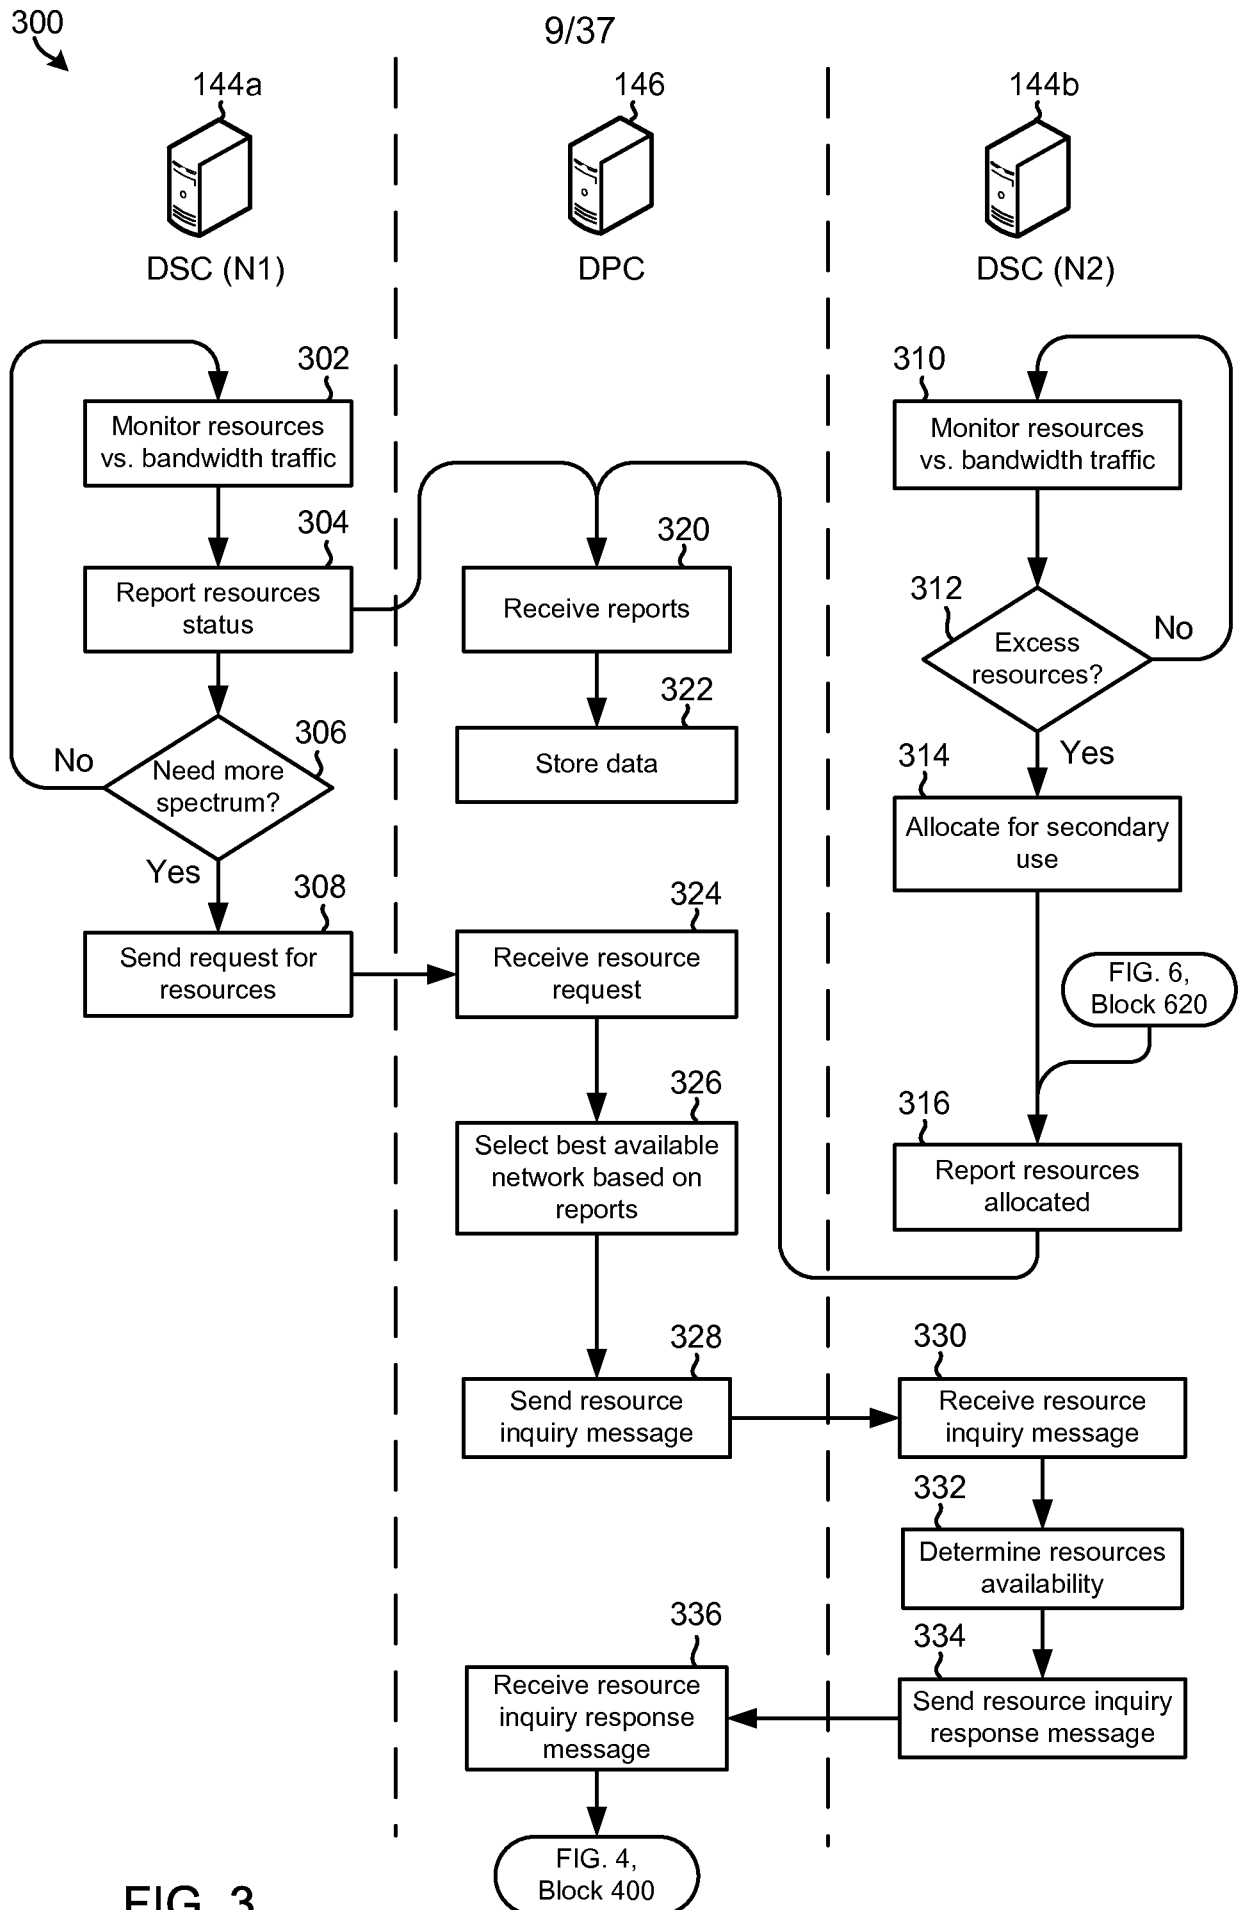 300
9/37
144a
146
144b
DSC (N1)
DPC
DSC (N2)
302
Monitor resources
vs. bandwidth traffic
304
Report resources
status
306
Need more
spectrum?
No
Yes
308
Send request for
resources
320
Receive reports
322
Store data
324
Receive resource
request
326
Select best available
network based on
reports
328
Send resource
inquiry message
310
Monitor resources
vs. bandwidth traffic
312
Excess
resources?
No
Yes
314
Allocate for secondary
use
FIG. 6,
Block 620
316
Report resources
allocated
330
Receive resource
inquiry message
332
Determine resources
availability
334
Send resource inquiry
response message
336
Receive resource
inquiry response
message
FIG. 4,
Block 400
FIG. 3